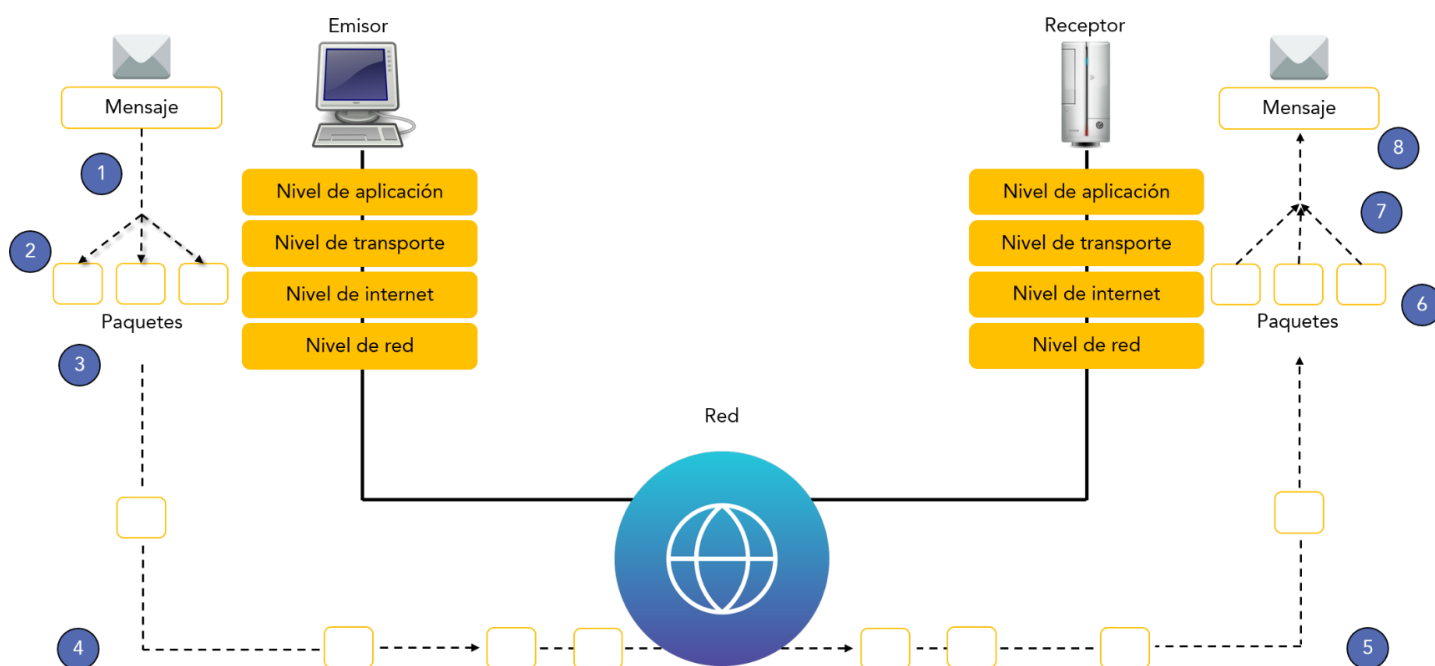 Emisor
Receptor
Mensaje
Mensaje
1
8
Nivel de aplicación
Nivel de aplicación
7
2
Nivel de transporte
Nivel de transporte
Nivel de internet
Nivel de internet
6
Paquetes
Paquetes
3
Nivel de red
Nivel de red
Red
4
5